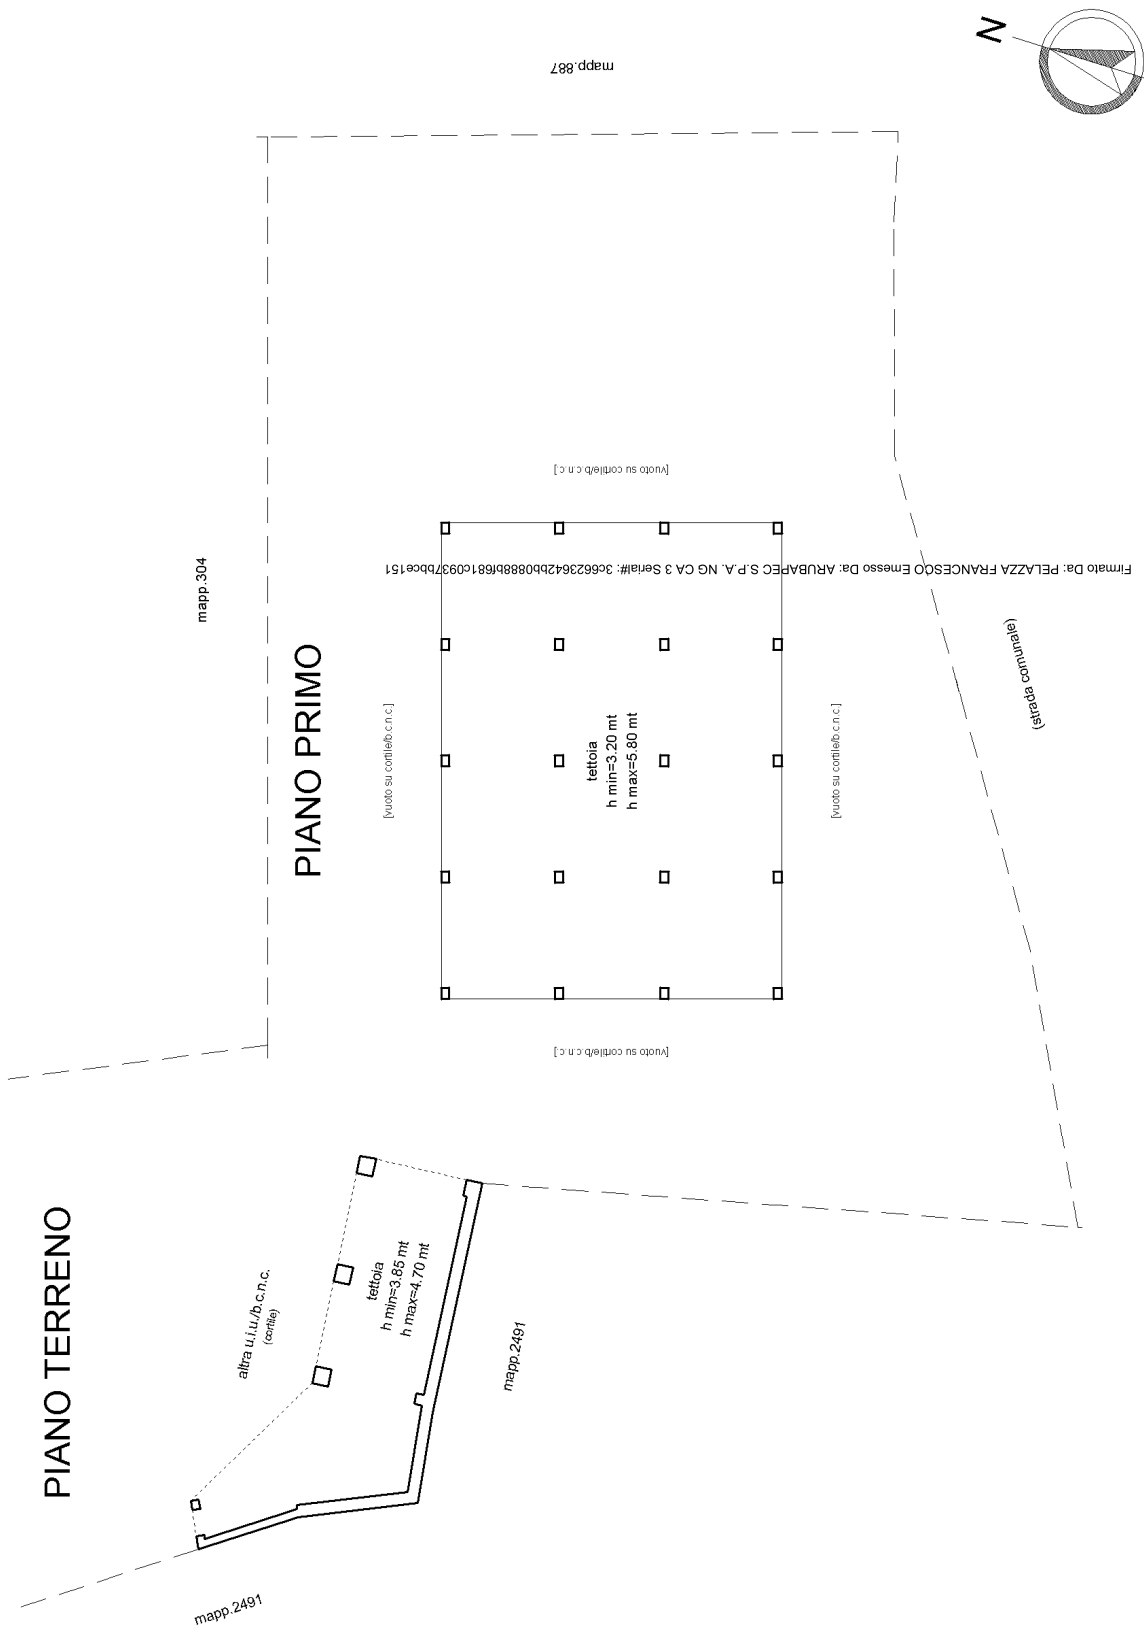 N
mapp.887
[vuoto su cortile/b.c.n.c.]
Firmato Da: PELAZZA FRANCESCO Emesso Da: ARUBAPEC S.P.A. NG CA 3 Serial#: 3c6623642bb0888bf681c0937bbce151
mapp.304
PIANO PRIMO
[vuoto su cortile/b.c.n.c.]
tettoia
h min=3.20 mt
h max=5.80 mt
[vuoto su cortile/b.c.n.c.]
(strada comunale)
[vuoto su cortile/b.c.n.c.]
PIANO TERRENO
altra u.i.u./b.c.n.c.
(cortile)
tettoia
h min=3.85 mt
h max=4.70 mt
mapp.2491
mapp.2491